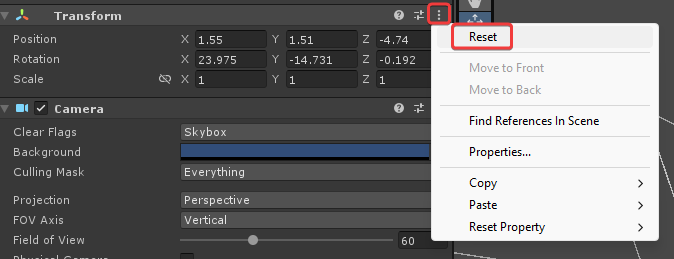 Transform
Position X 1.55 Y 1.51 Z -4.74
Rotation X 23.975 Y -14.731 Z -0.192
Scale X 1 Y 1 Z 1
Camera
Clear Flags Skybox
Background
Culling Mask Everything
Projection Perspective
FOV Axis Vertical
Field of View 60
Physical Camera
Reset
Move to Front
Move to Back
Find References In Scene
Properties...
Copy
Paste
Reset Property